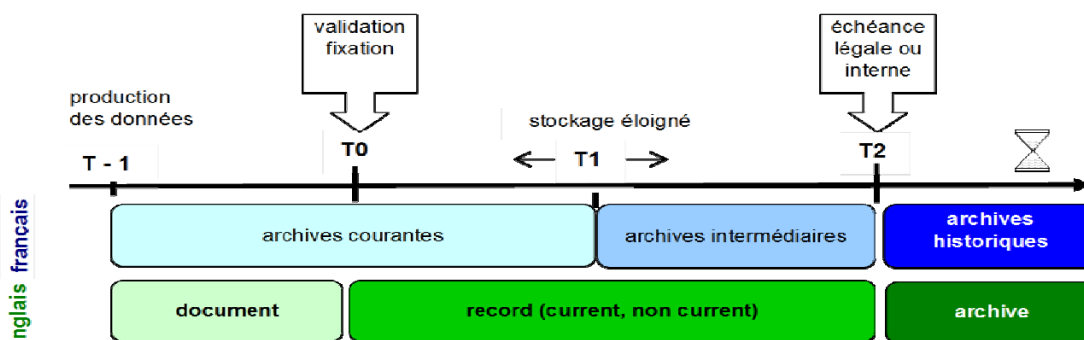 validation
fixation
échéance
légale ou
interne
production
des données
stockage éloigné
T - 1
T0
T1
T2
français
archives courantes
archives intermédiaires
archives
historiques
nglais
document
record (current, non current)
archive